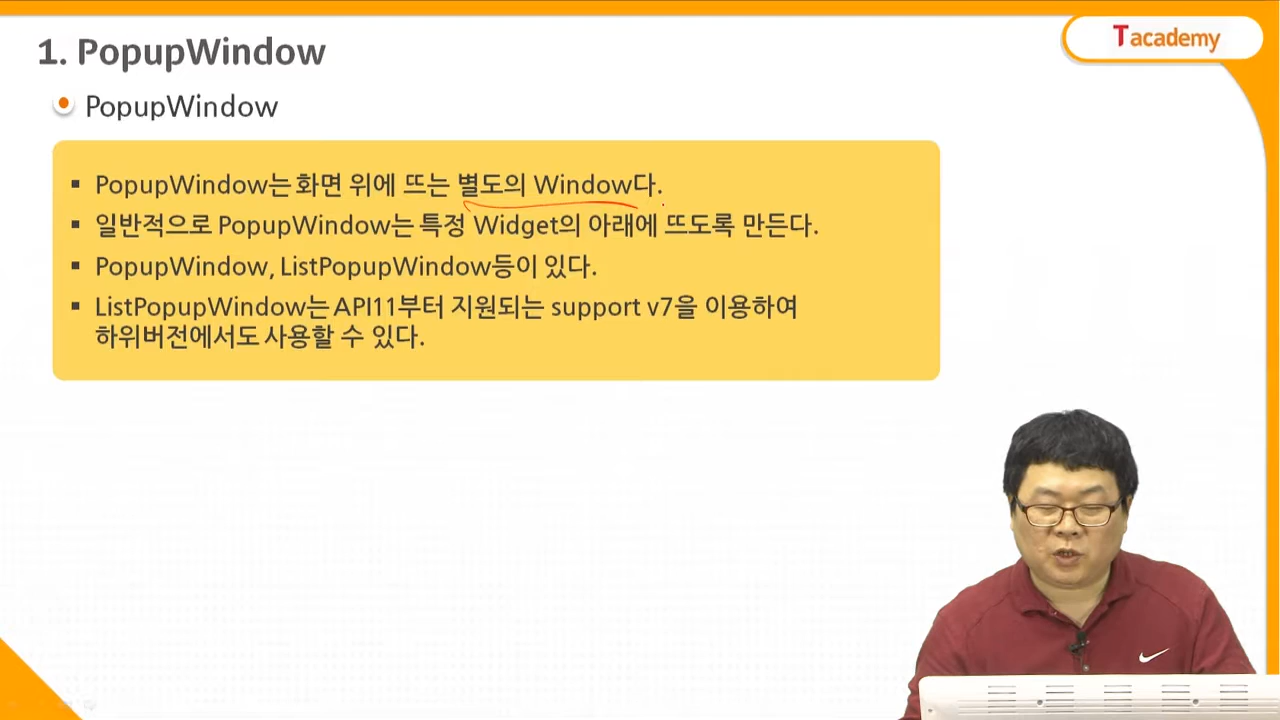 1. PopupWindow
Tacademy
PopupWindow
PopupWindow는 화면 위에 뜨는 별도의 Window다.
일반적으로 PopupWindow는 특정 Widget의 아래에 뜨도록 만든다.
PopupWindow, ListPopupWindow등이 있다.
ListPopupWindow는 API11부터 지원되는 support v7을 이용하여
하위버전에서도 사용할 수 있다.